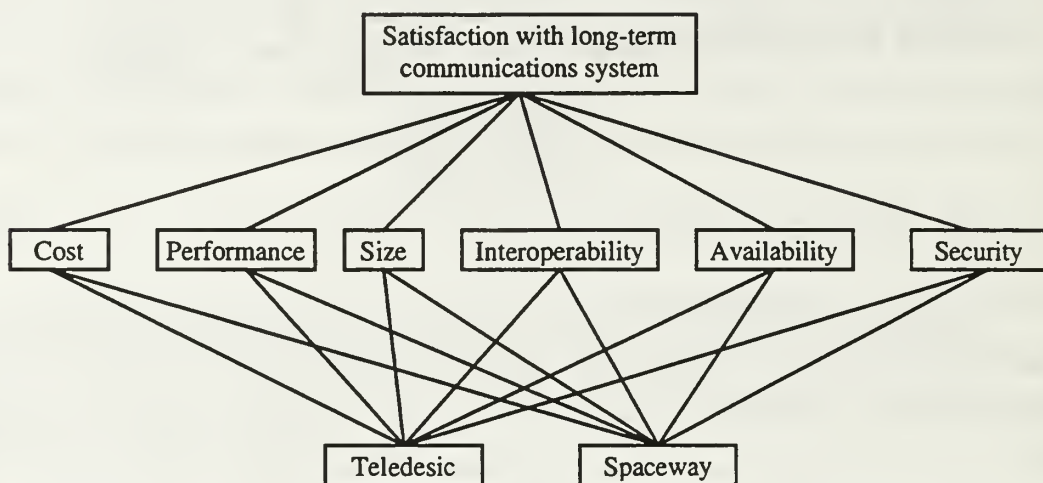 Satisfaction with long-term
communications system
Cost
Performance
Size
Interoperability
Availability
Security
Teledesic
Spaceway